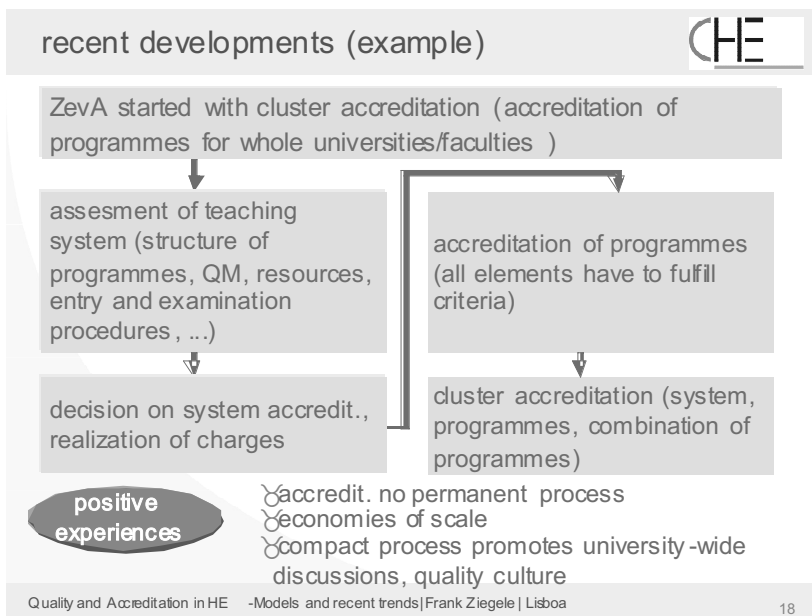 recent developments (example)
CHE
ZevA started with cluster accreditation (accreditation of
programmes for whole universities/faculties )
assesment of teaching
system (structure of
programmes, QM, resources,
entry and examination
procedures , ...)
decision on system accredit.,
realization of charges
accreditation of programmes
(all elements have to fulfill
criteria)
cluster accreditation (system,
programmes, combination of
programmes)
positive
experiences
accredit. no permanent process
economies of scale
compact process promotes university -wide
discussions, quality culture
Quality and Accreditation in HE -Models and recent trends|Frank Ziegele | Lisboa
18